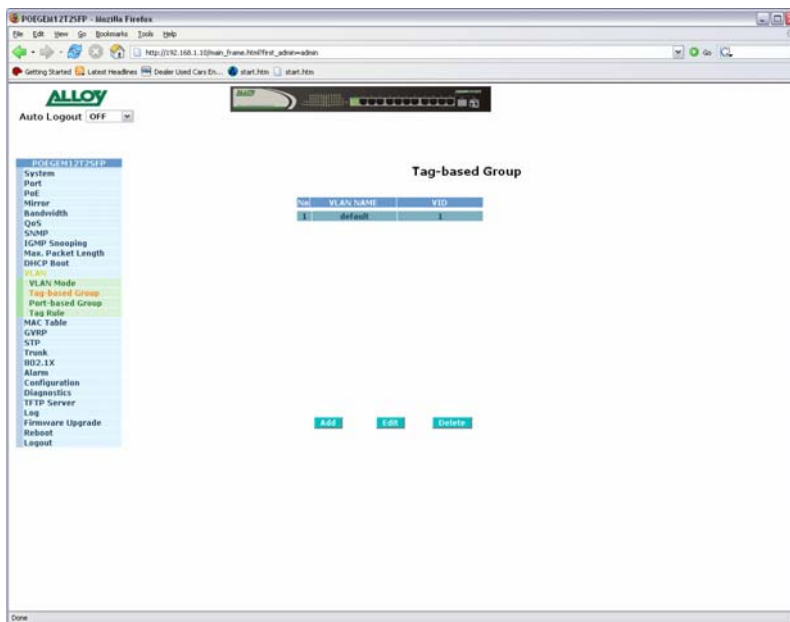 POEGEM12T2SFP - Mozilla Firefox
File Edit View Go Bookmarks Tools Help
http://192.168.1.10/main_frame.html?first_admin=admin
Go
Getting Started Latest Headlines Dealer Used Cars En... start.htm start.htm
ALLOY
Auto Logout OFF
POEGEM12T2SFP
System
Port
PoE
Mirror
Bandwidth
QoS
SNMP
IGMP Snooping
Max. Packet Length
DHCP Boot
VLAN
VLAN Mode
Tag-based Group
Port-based Group
Tag Rule
MAC Table
GVRP
STP
Trunk
802.1X
Alarm
Configuration
Diagnostics
TFTP Server
Log
Firmware Upgrade
Reboot
Logout
Tag-based Group
No VLAN NAME VID
1 default 1
Add Edit Delete
Done